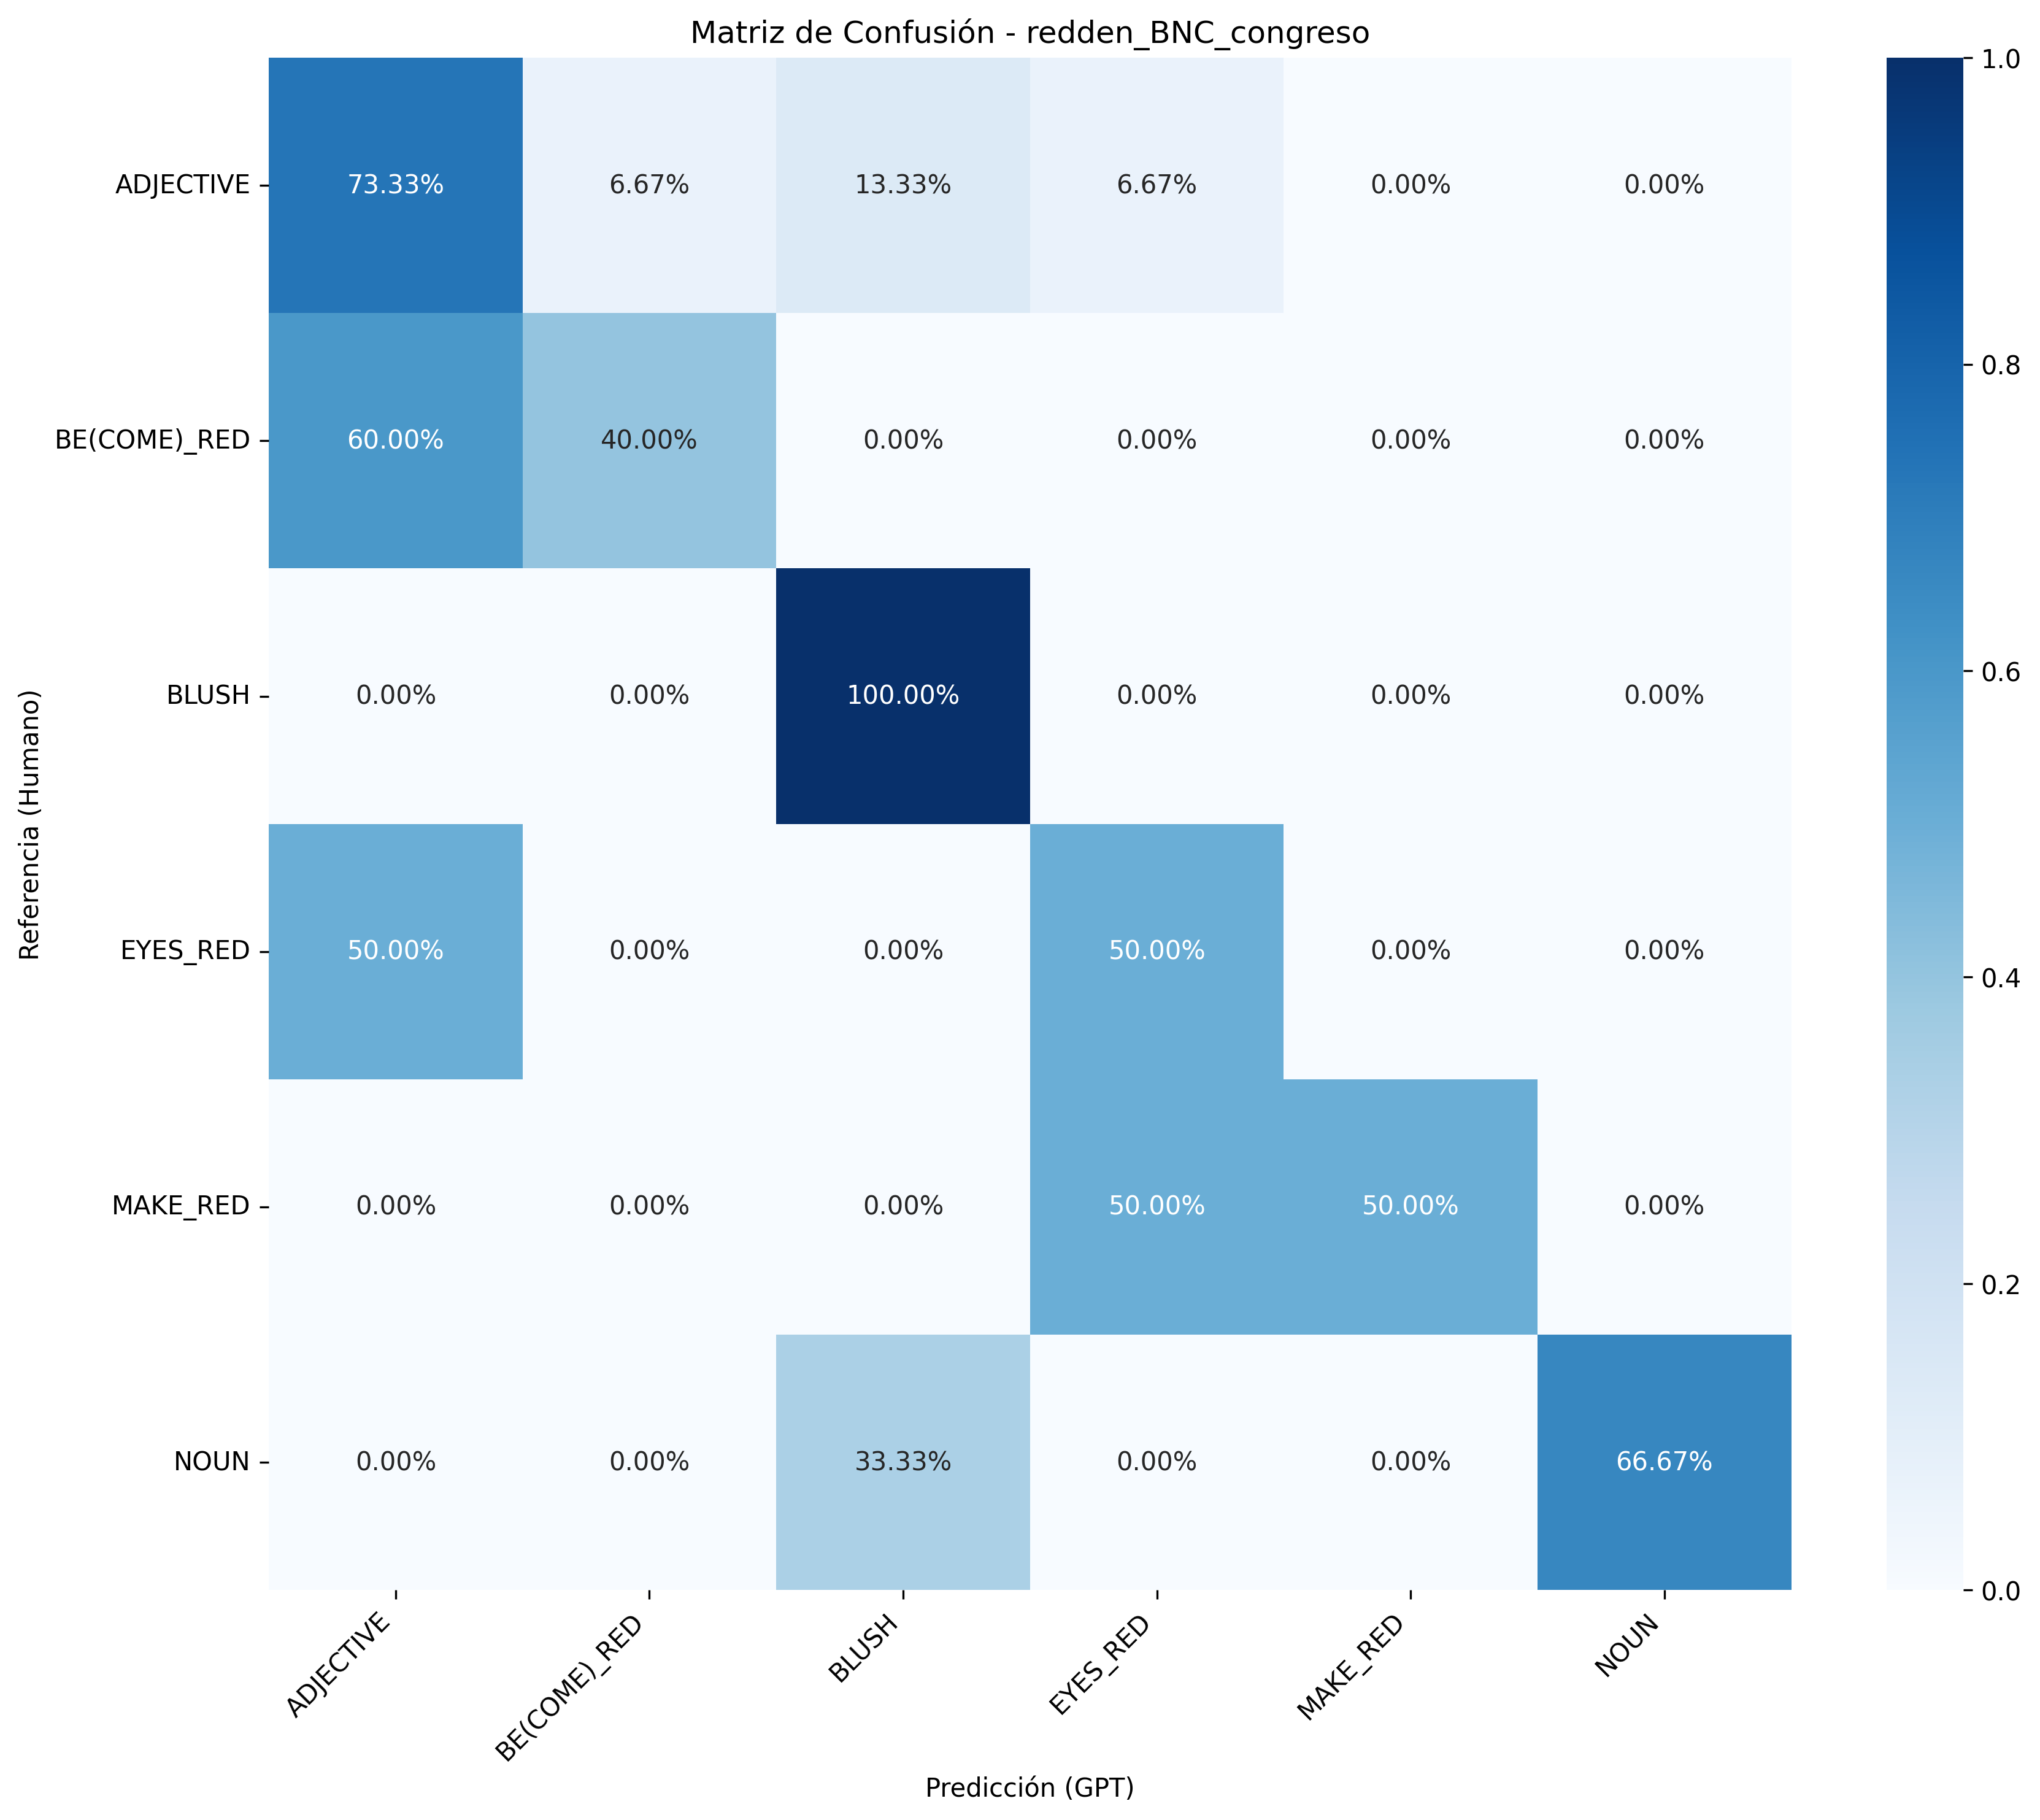 Matriz de Confusión - redden_BNC_congreso
ADJECTIVE 73.33% 6.67% 13.33% 6.67% 0.00% 0.00%
BE(COME)_RED 60.00% 40.00% 0.00% 0.00% 0.00% 0.00%
BLUSH 0.00% 0.00% 100.00% 0.00% 0.00% 0.00%
EYES_RED 50.00% 0.00% 0.00% 50.00% 0.00% 0.00%
MAKE_RED 0.00% 0.00% 0.00% 50.00% 50.00% 0.00%
NOUN 0.00% 0.00% 33.33% 0.00% 0.00% 66.67%
Referencia (Humano)
ADJECTIVE BE(COME)_RED BLUSH EYES_RED MAKE_RED NOUN
Predicción (GPT)
1.0
0.8
0.6
0.4
0.2
0.0